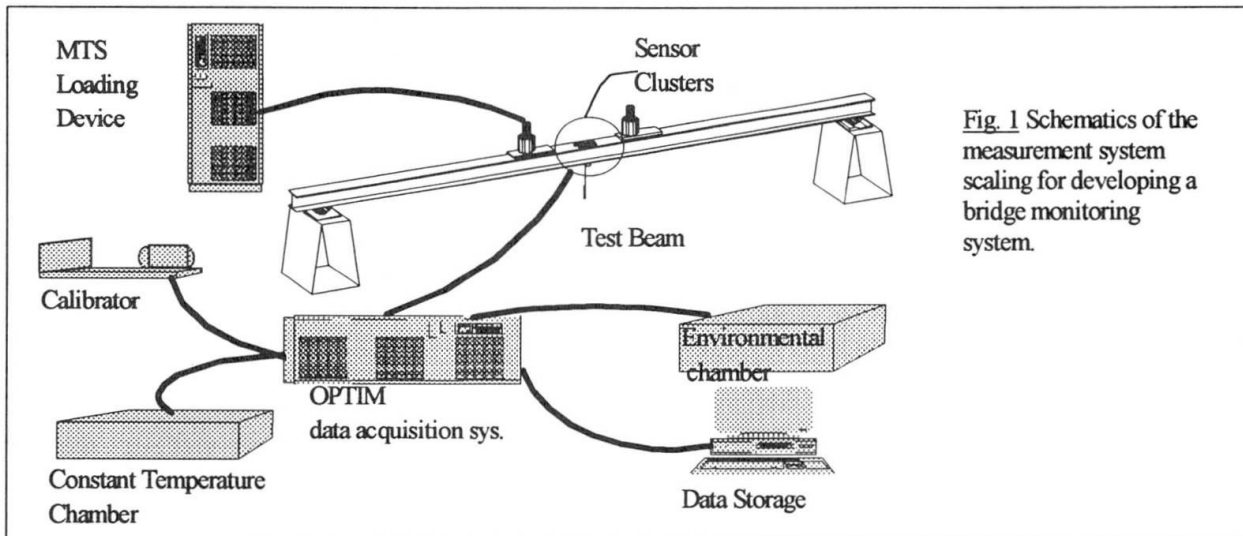 MTS
Loading
Device
Sensor
Clusters
Fig. 1 Schematics of the
measurement system
scaling for developing a
bridge monitoring
system.
Test Beam
Calibrator
Environmental
chamber
OPTIM
data acquisition sys.
Constant Temperature
Chamber
Data Storage